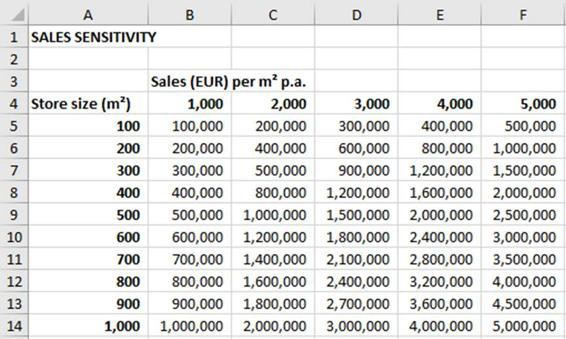 A B C D E F
1 SALES SENSITIVITY
2
3 Sales (EUR) per m² p.a.
4 Store size (m²) 1,000 2,000 3,000 4,000 5,000
5 100 100,000 200,000 300,000 400,000 500,000
6 200 200,000 400,000 600,000 800,000 1,000,000
7 300 300,000 500,000 900,000 1,200,000 1,500,000
8 400 400,000 800,000 1,200,000 1,600,000 2,000,000
9 500 500,000 1,000,000 1,500,000 2,000,000 2,500,000
10 600 600,000 1,200,000 1,800,000 2,400,000 3,000,000
11 700 700,000 1,400,000 2,100,000 2,800,000 3,500,000
12 800 800,000 1,600,000 2,400,000 3,200,000 4,000,000
13 900 900,000 1,800,000 2,700,000 3,600,000 4,500,000
14 1,000 1,000,000 2,000,000 3,000,000 4,000,000 5,000,000